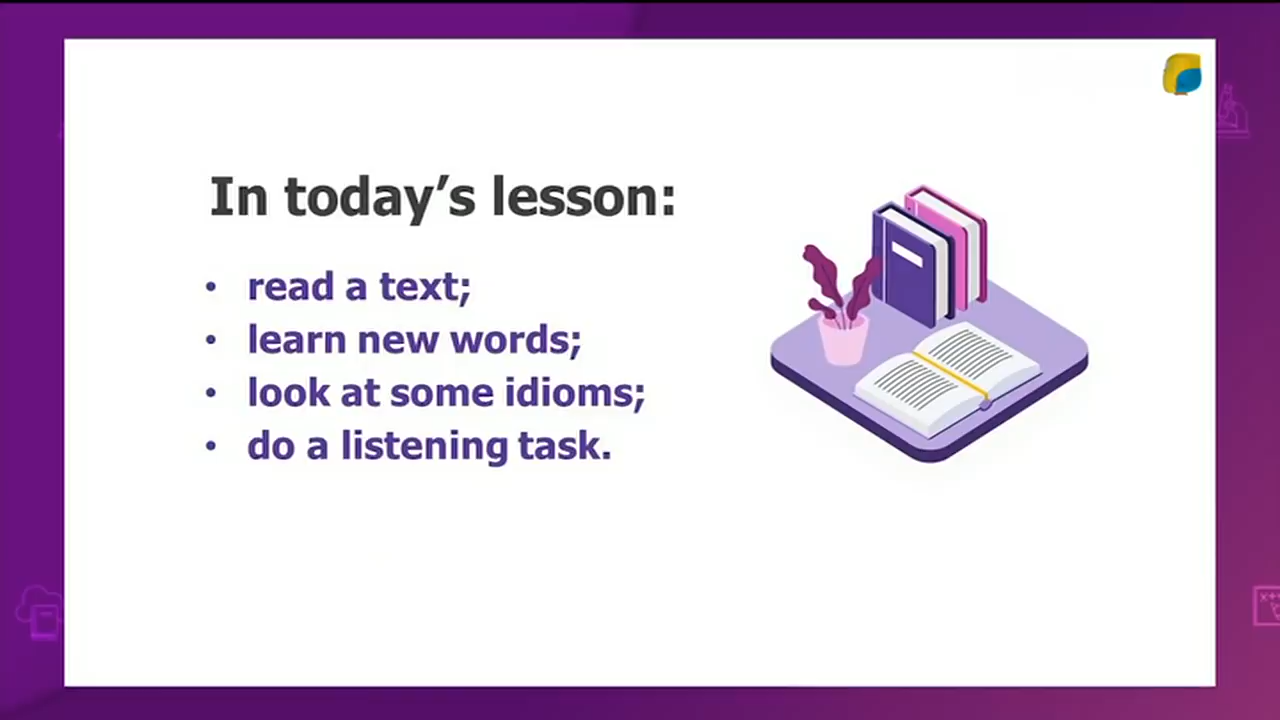 In today’s lesson:
• read a text;
• learn new words;
• look at some idioms;
• do a listening task.